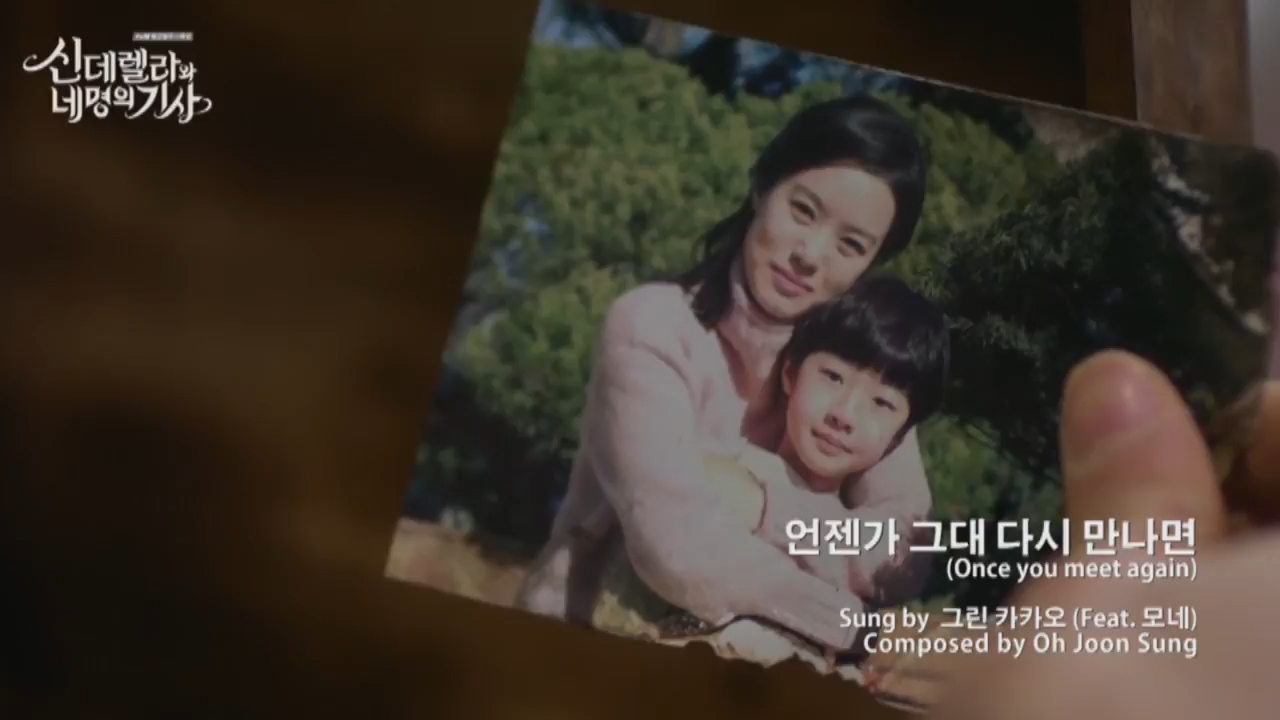 신데렐라와
네명의기사
언젠가 그대 다시 만나면
(Once you meet again)
Sung by 그린 카카오 (Feat. 모네)
Composed by Oh Joon Sung